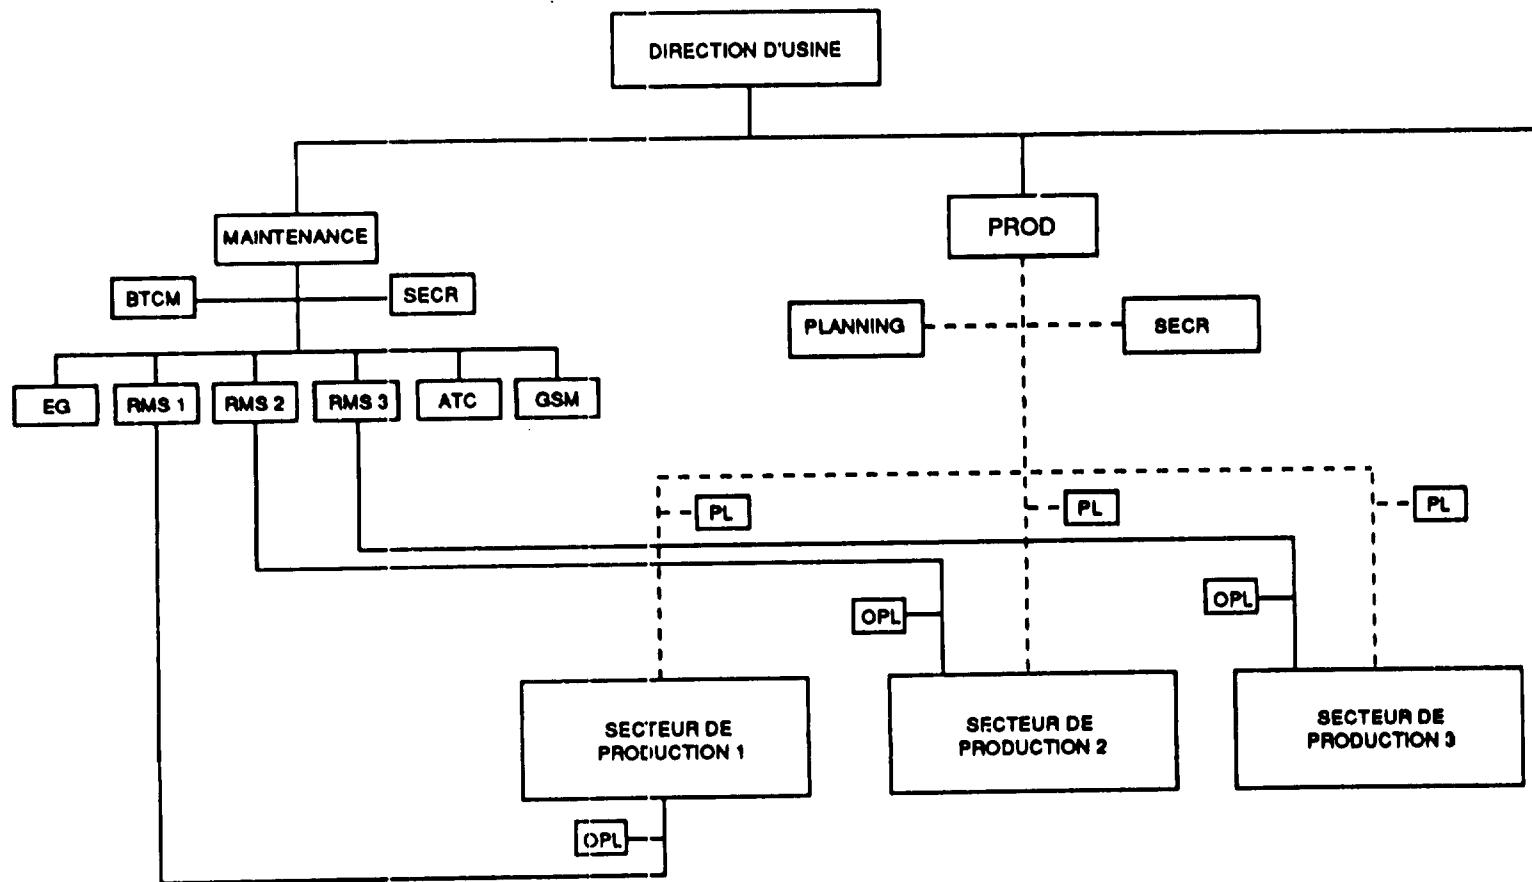 DIRECTION D'USINE
MAINTENANCE
PROD
BTCM
SECR
PLANNING
SECR
EG
RMS 1
RMS 2
RMS 3
ATC
GSM
PL
PL
PL
OPL
OPL
SECTEUR DE
PRODUCTION 1
SECTEUR DE
PRODUCTION 2
SECTEUR DE
PRODUCTION 3
OPL